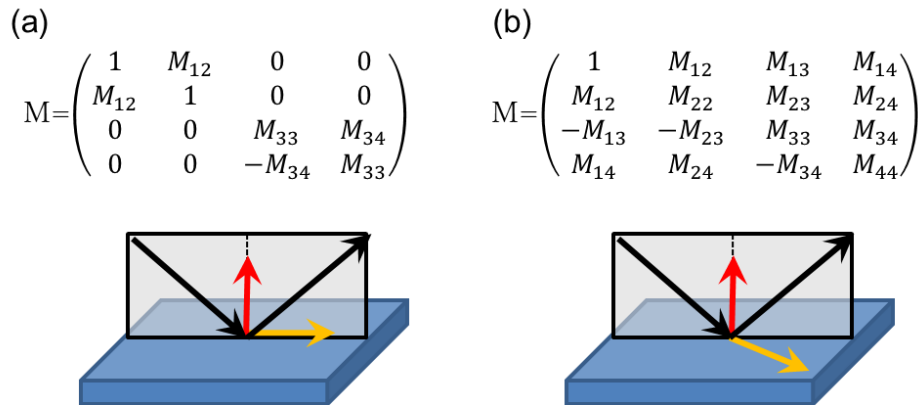 (a)
M=
1 M₁₂ 0 0
M₁₂ 1 0 0
0 0 M₃₃ M₃₄
0 0 −M₃₄ M₃₃
(b)
M=
1 M₁₂ M₁₃ M₁₄
M₁₂ M₂₂ M₂₃ M₂₄
−M₁₃ −M₂₃ M₃₃ M₃₄
M₁₄ M₂₄ −M₃₄ M₄₄